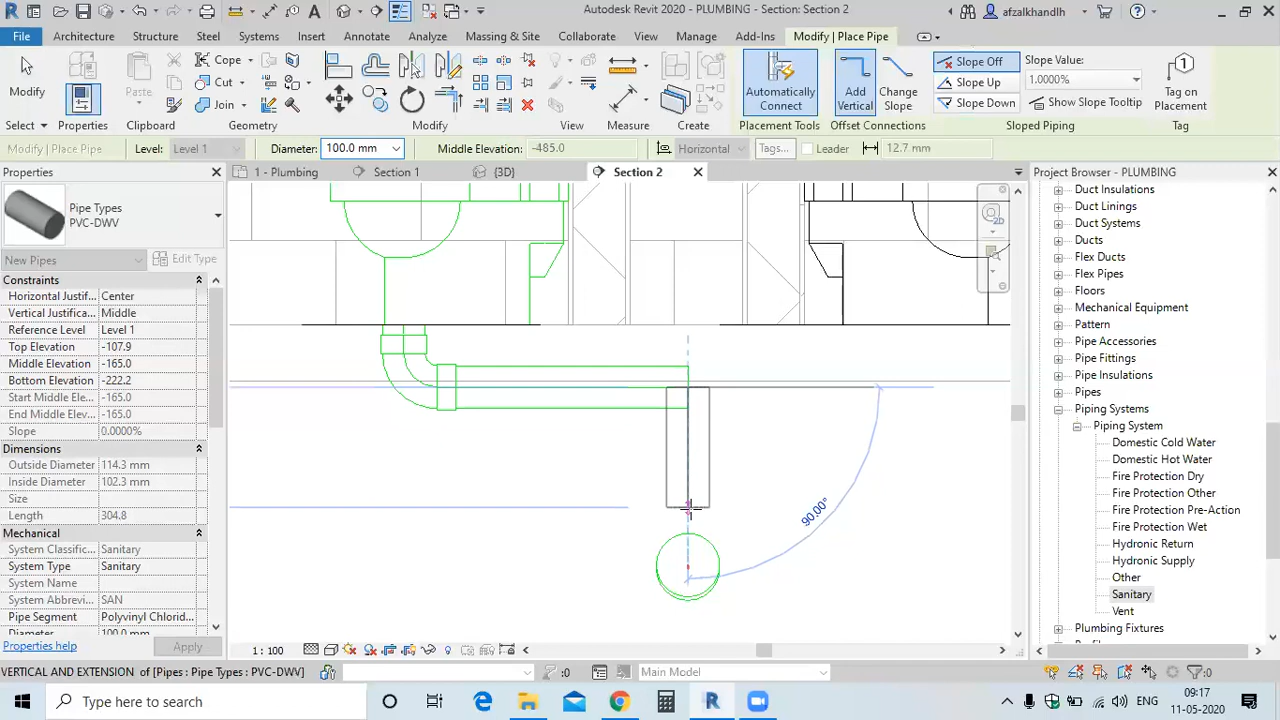 Autodesk Revit 2020 - PLUMBING - Section: Section 2
afzalkhandlh
File
Architecture
Structure
Steel
Systems
Insert
Annotate
Analyze
Massing & Site
Collaborate
View
Manage
Add-Ins
Modify | Place Pipe
Modify
Select
Properties
Paste
Clipboard
Cope
Cut
Join
Geometry
Modify
View
Measure
Create
Automatically
Connect
Placement Tools
Add
Vertical
Change
Slope
Offset Connections
Slope Off
Slope Up
Slope Down
Slope Value:
1.0000%
Show Slope Tooltip
Sloped Piping
Tag on
Placement
Tag
Modify | Place Pipe
Level: Level 1
Diameter: 100.0 mm
Middle Elevation: -485.0
Horizontal
Tags...
Leader
12.7 mm
Properties
1 - Plumbing
Section 1
{3D}
Section 2
Project Browser - PLUMBING
Pipe Types
PVC-DWV
New Pipes
Edit Type
Constraints
Horizontal Justif... Center
Vertical Justifica... Middle
Reference Level Level 1
Top Elevation -107.9
Middle Elevation -165.0
Bottom Elevation -222.2
Start Middle Ele... -165.0
End Middle Elev... -165.0
Slope 0.0000%
Dimensions
Outside Diameter 114.3 mm
Inside Diameter 102.3 mm
Size
Length 304.8
Mechanical
System Classific... Sanitary
System Type Sanitary
System Name
System Abbrevi... SAN
Pipe Segment Polyvinyl Chlorid...
Diameter 100.0 mm
Properties help
Apply
90.00°
Duct Insulations
Duct Linings
Duct Systems
Ducts
Flex Ducts
Flex Pipes
Floors
Mechanical Equipment
Pattern
Pipe Accessories
Pipe Fittings
Pipe Insulations
Pipes
Piping Systems
Piping System
Domestic Cold Water
Domestic Hot Water
Fire Protection Dry
Fire Protection Other
Fire Protection Pre-Action
Fire Protection Wet
Hydronic Return
Hydronic Supply
Other
Sanitary
Vent
Plumbing Fixtures
1 : 100
VERTICAL AND EXTENSION of [Pipes : Pipe Types : PVC-DWV]
:0
Main Model
:0
Type here to search
ENG
09:17
11-05-2020